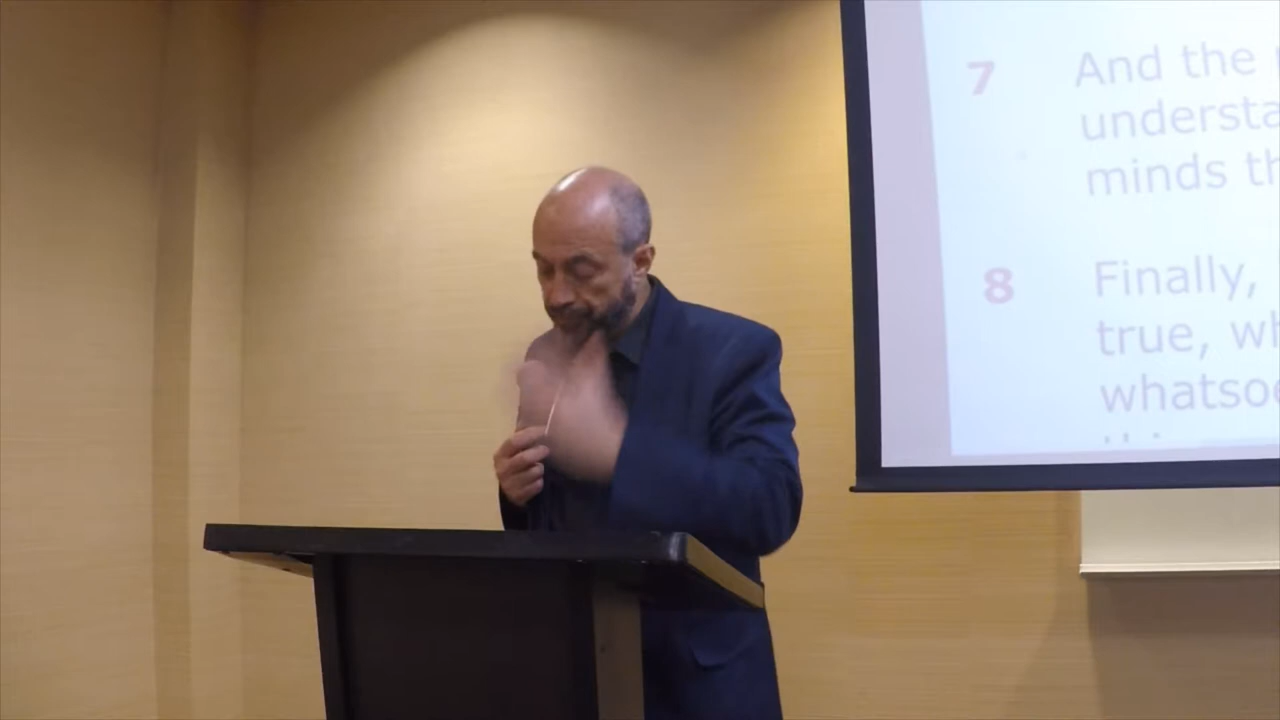 7 And the
understa
minds th
8 Finally,
true, wh
whatsoe